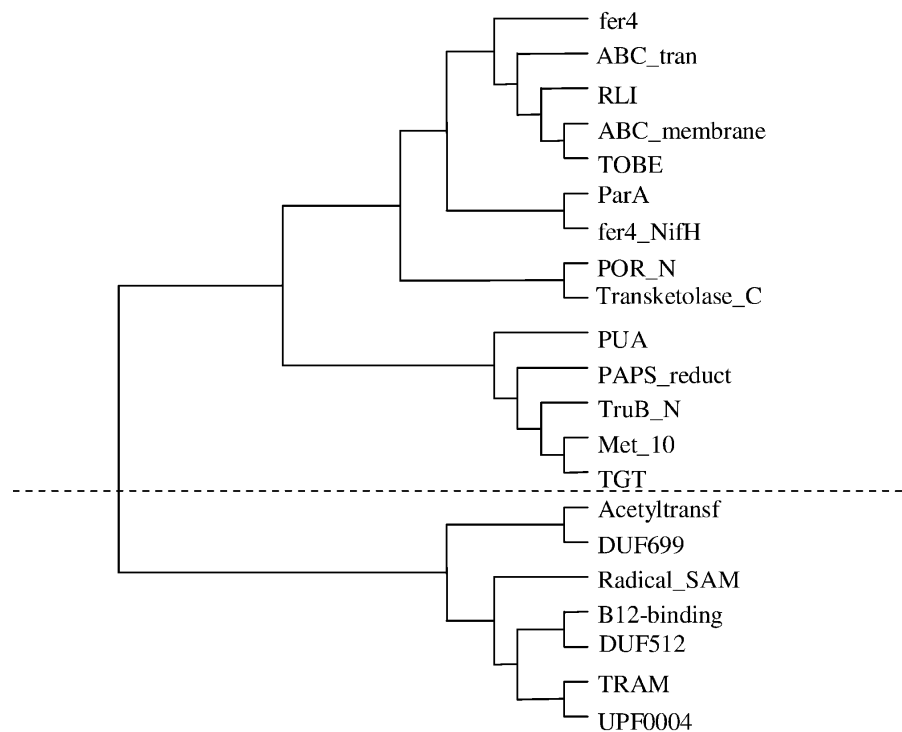 fer4
ABC_tran
RLI
ABC_membrane
TOBE
ParA
fer4_NifH
POR_N
Transketolase_C
PUA
PAPS_reduct
TruB_N
Met_10
TGT
Acetyltransf
DUF699
Radical_SAM
B12-binding
DUF512
TRAM
UPF0004